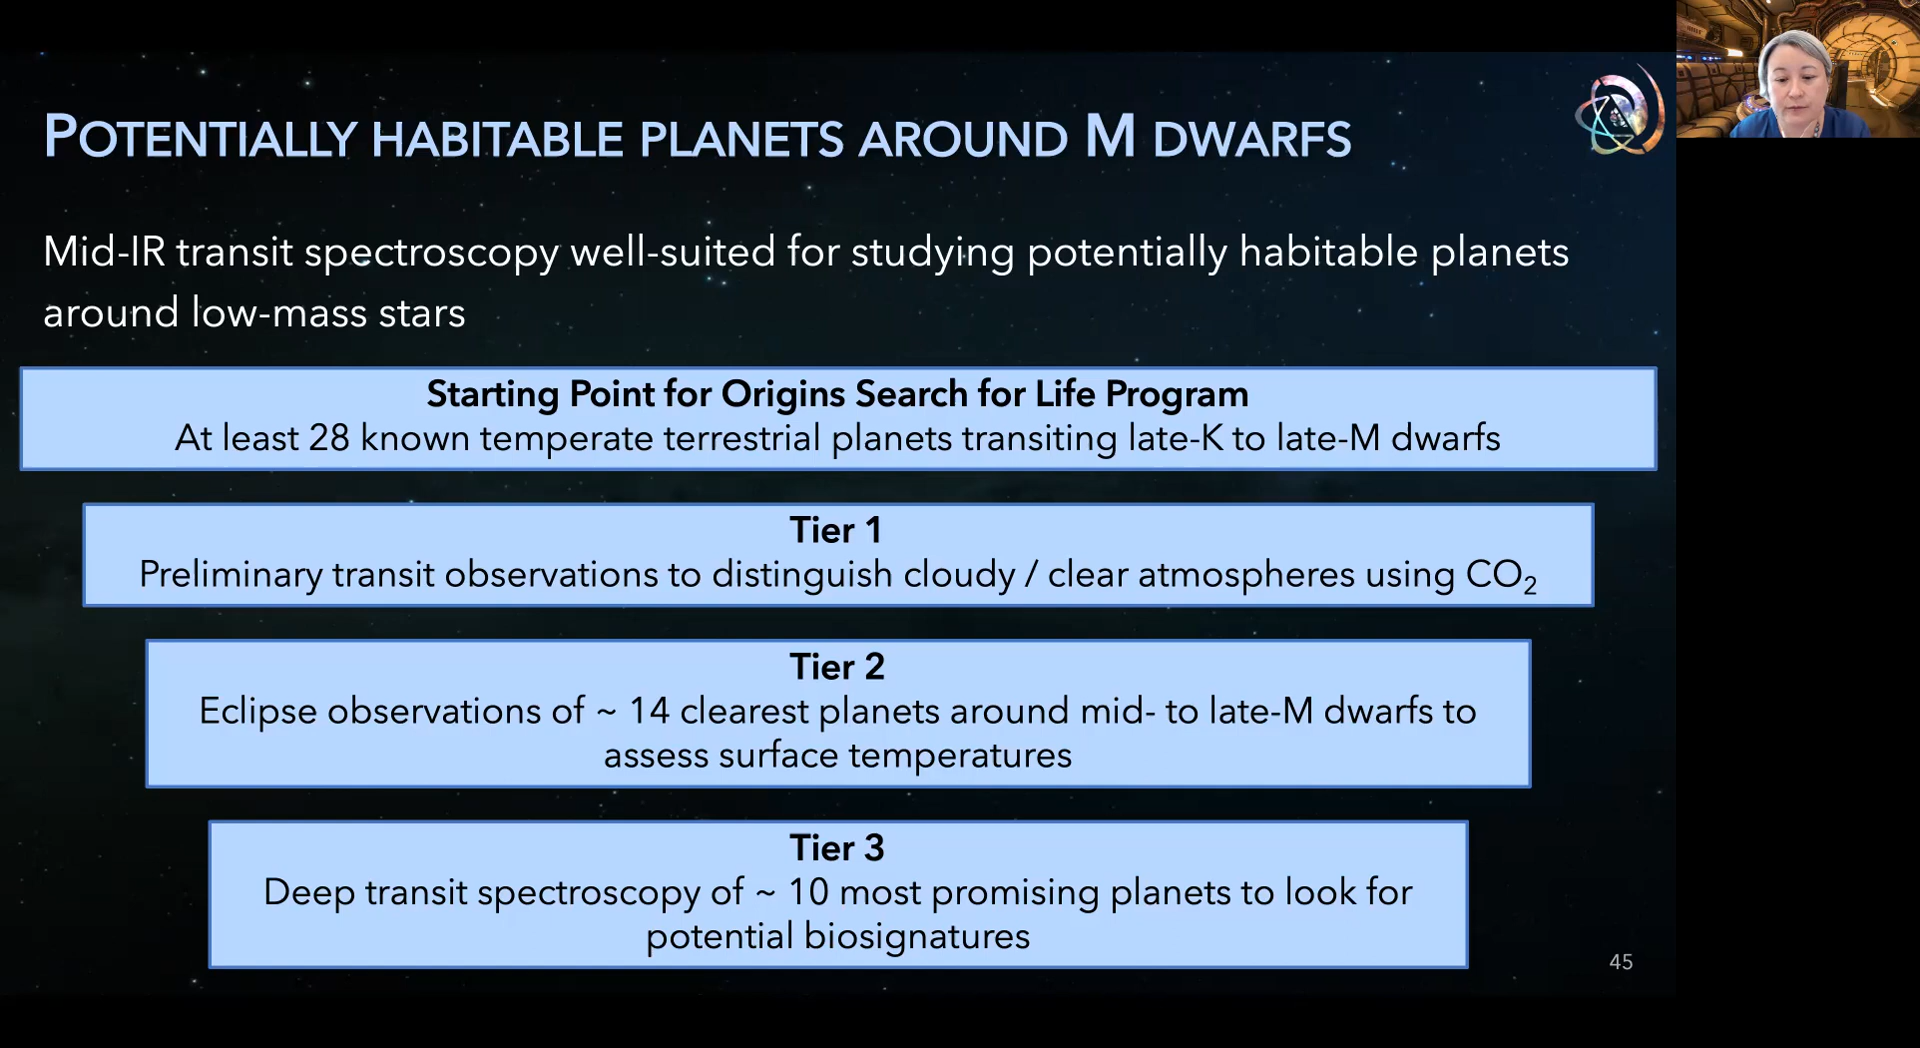 POTENTIALLY HABITABLE PLANETS AROUND M DWARFS
Mid-IR transit spectroscopy well-suited for studying potentially habitable planets
around low-mass stars
Starting Point for Origins Search for Life Program
At least 28 known temperate terrestrial planets transiting late-K to late-M dwarfs
Tier 1
Preliminary transit observations to distinguish cloudy / clear atmospheres using CO₂
Tier 2
Eclipse observations of ~ 14 clearest planets around mid- to late-M dwarfs to
assess surface temperatures
Tier 3
Deep transit spectroscopy of ~ 10 most promising planets to look for
potential biosignatures
45